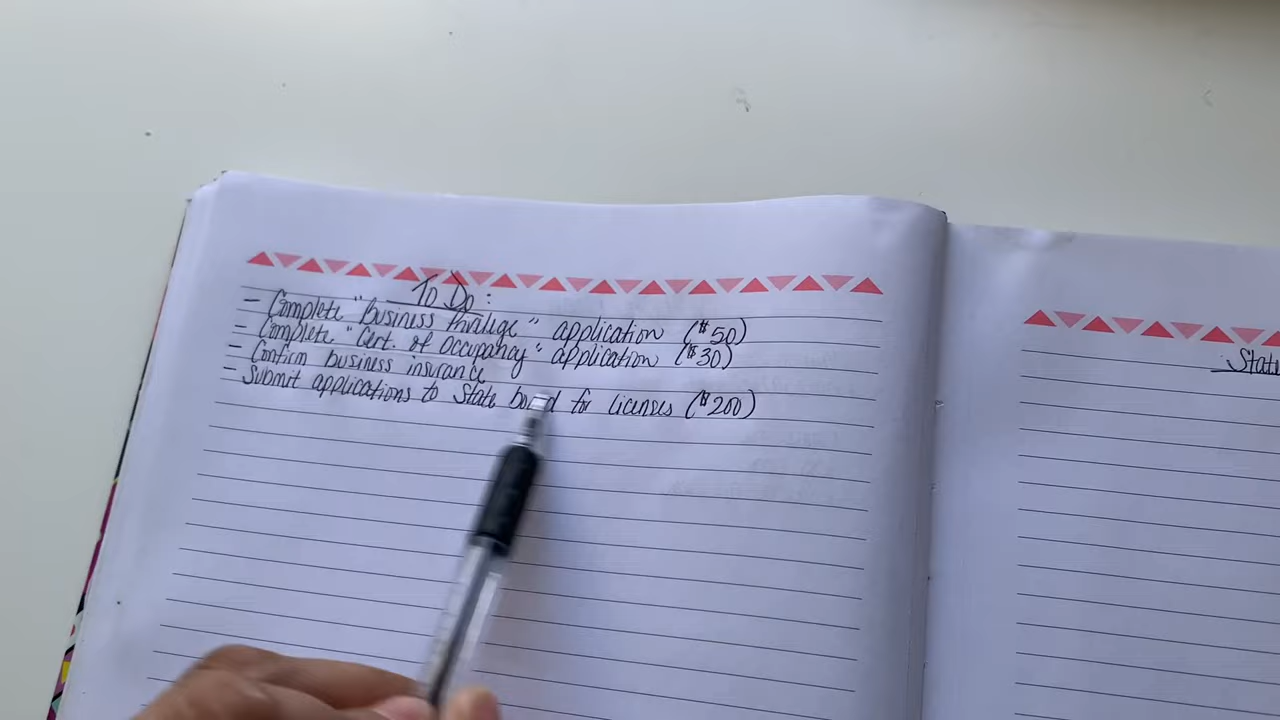 To Do:
- Complete "Business Privilege" application ($50)
- Complete "Cert. of Occupancy" application ($30)
- Confirm business insurance
- Submit applications to State board for licenses ($200)
State